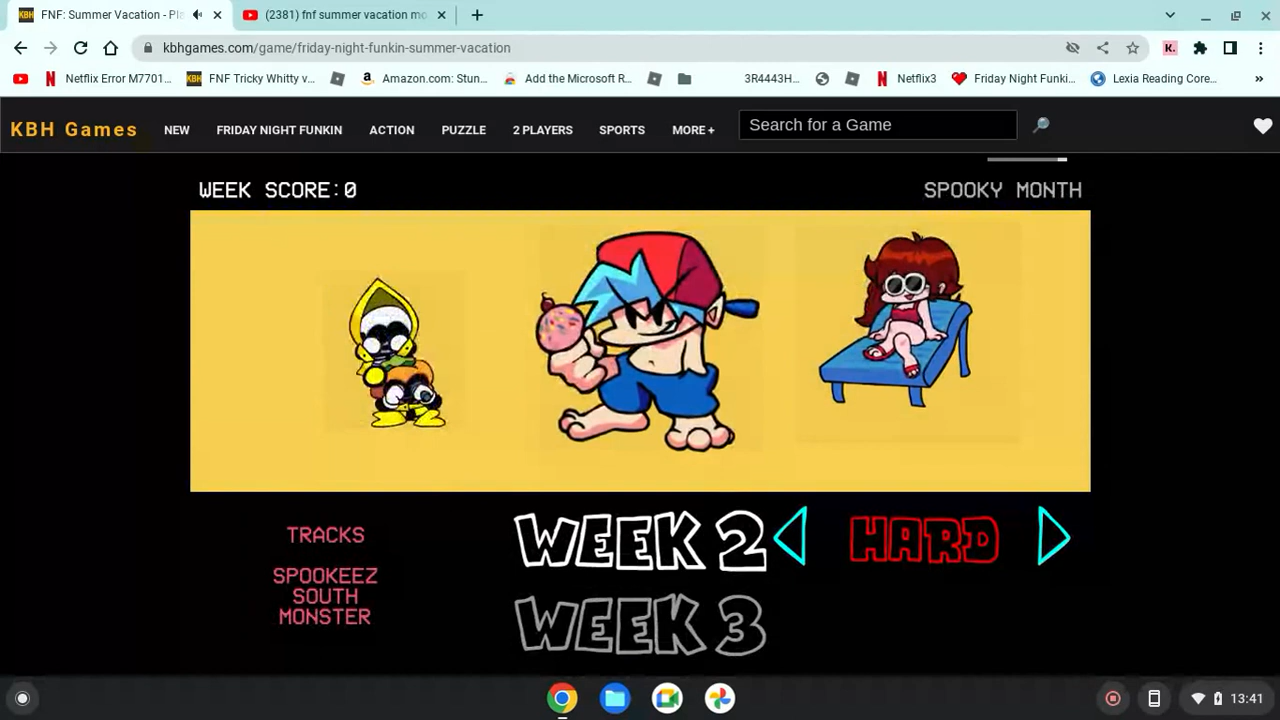 FNF: Summer Vacation - Pla
(2381) fnf summer vacation mo
kbhgames.com/game/friday-night-funkin-summer-vacation
K.
Netflix Error M7701...
FNF Tricky Whitty v...
Amazon.com: Stun...
Add the Microsoft R...
3R4443H...
Netflix3
Friday Night Funki...
Lexia Reading Core...
»
KBH Games
NEW
FRIDAY NIGHT FUNKIN
ACTION
PUZZLE
2 PLAYERS
SPORTS
MORE +
Search for a Game
WEEK SCORE:0
SPOOKY MONTH
TRACKS
SPOOKEEZ
SOUTH
MONSTER
WEEK 2
HARD
WEEK 3
13:41